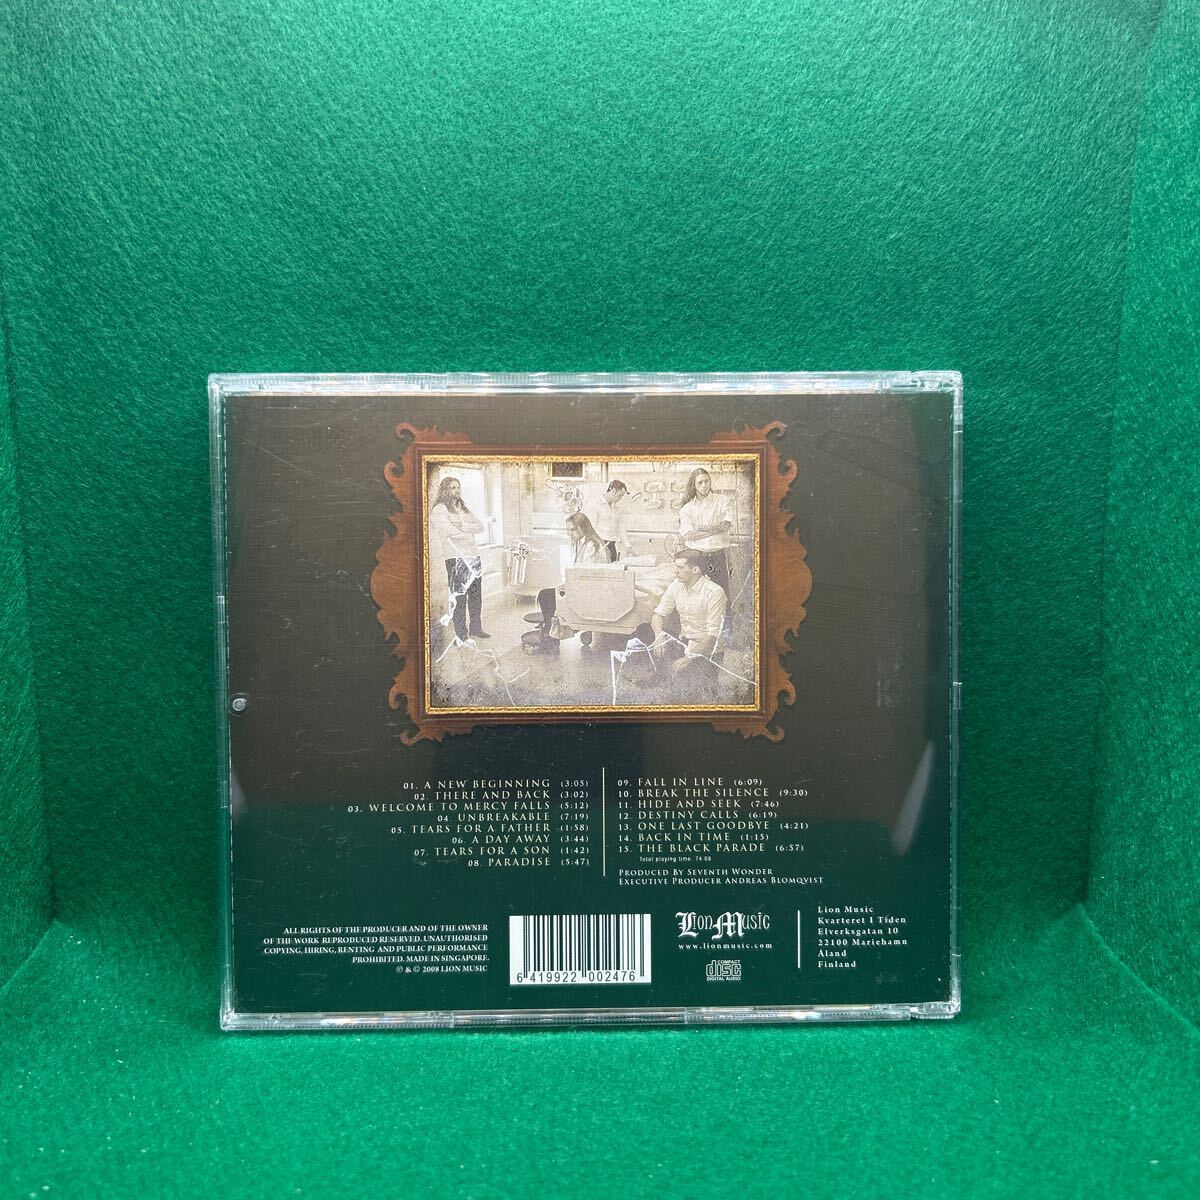 01. A NEW BEGINNING (3:05)
02. THERE AND BACK (3:02)
03. WELCOME TO MERCY FALLS (5:12)
04. UNBREAKABLE (7:19)
05. TEARS FOR A FATHER (1:58)
06. A DAY AWAY (3:44)
07. TEARS FOR A SON (1:42)
08. PARADISE (5:47)
09. FALL IN LINE (6:09)
10. BREAK THE SILENCE (9:30)
11. HIDE AND SEEK (7:46)
12. DESTINY CALLS (6:19)
13. ONE LAST GOODBYE (4:21)
14. BACK IN TIME (1:15)
15. THE BLACK PARADE (6:57)
Total playing time: 74:08
PRODUCED BY SEVENTH WONDER
EXECUTIVE PRODUCER ANDREAS BLOMQVIST
ALL RIGHTS OF THE PRODUCER AND OF THE OWNER
OF THE WORK REPRODUCED RESERVED. UNAUTHORISED
COPYING, HIRING, RENTING AND PUBLIC PERFORMANCE
PROHIBITED. MADE IN SINGAPORE.
℗ & © 2008 LION MUSIC
6 419922 002476
Lion Music
www.lionmusic.com
COMPACT
disc
DIGITAL AUDIO
Lion Music
Kvarteret I Tiden
Elverksgatan 10
22100 Mariehamn
Åland
Finland